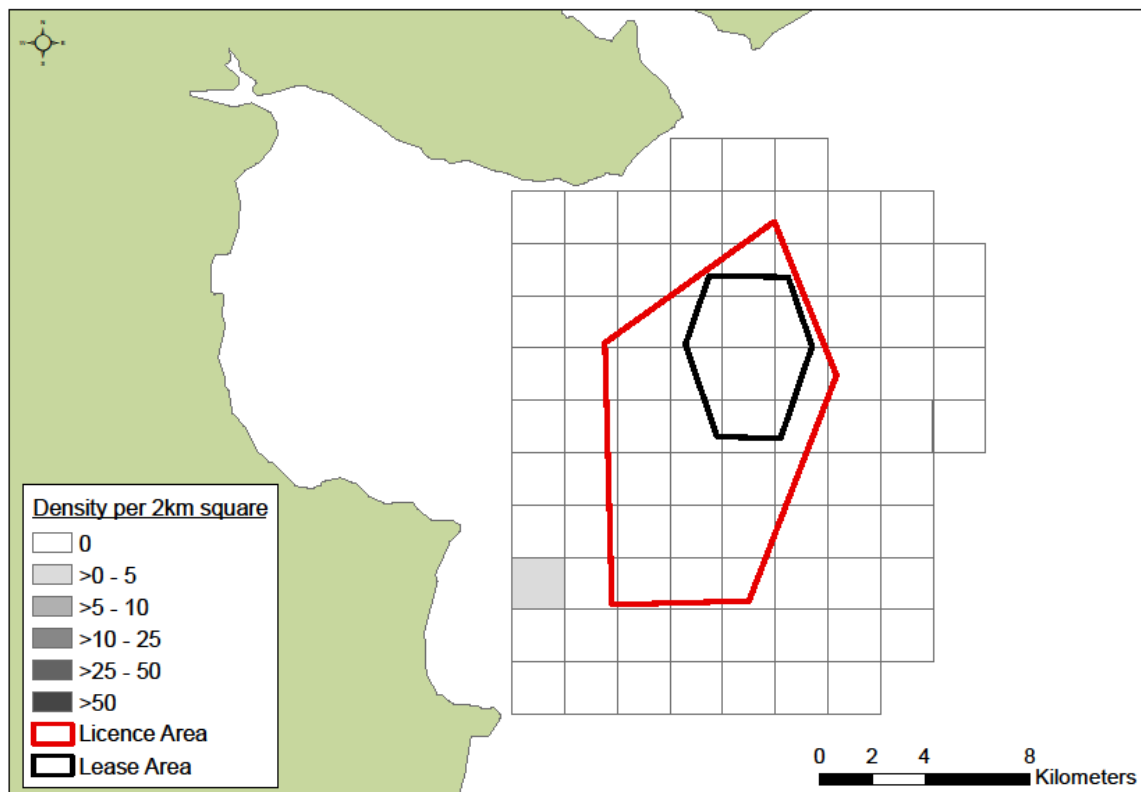 N
W E
S
Density per 2km square
0
>0 - 5
>5 - 10
>10 - 25
>25 - 50
>50
Licence Area
Lease Area
0 2 4 8
Kilometers